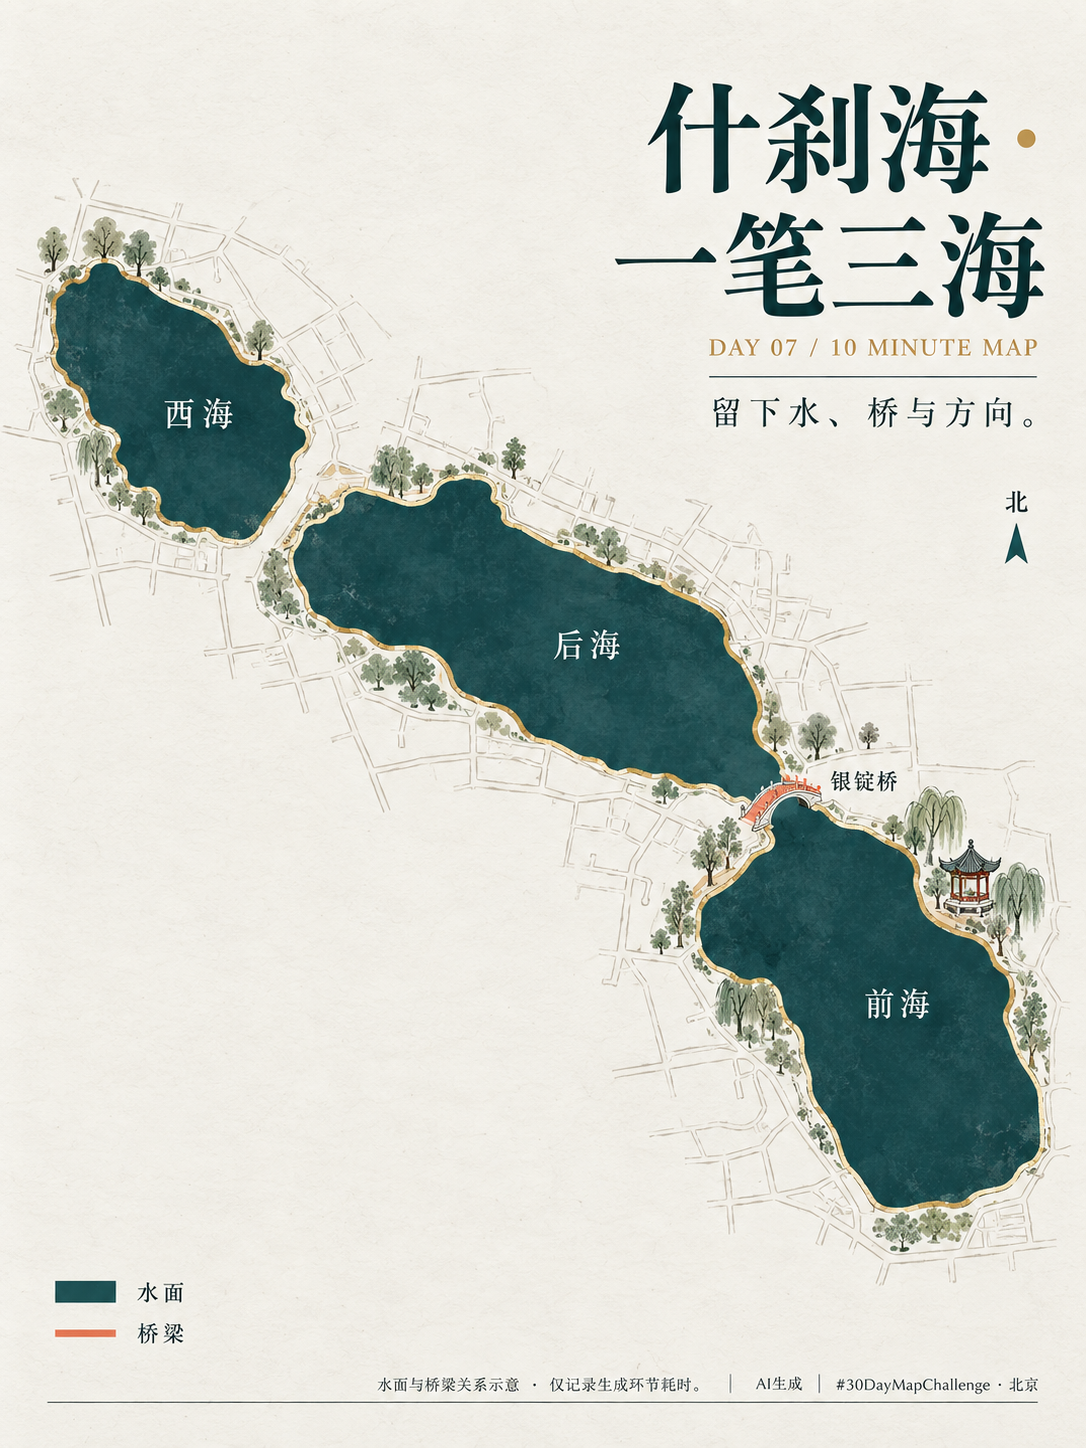 什刹海·
一笔三海
DAY 07 / 10 MINUTE MAP
留下水、桥与方向。
北
西海
后海
银锭桥
前海
水面
桥梁
水面与桥梁关系示意 · 仅记录生成环节耗时。 | AI生成 | #30DayMapChallenge · 北京